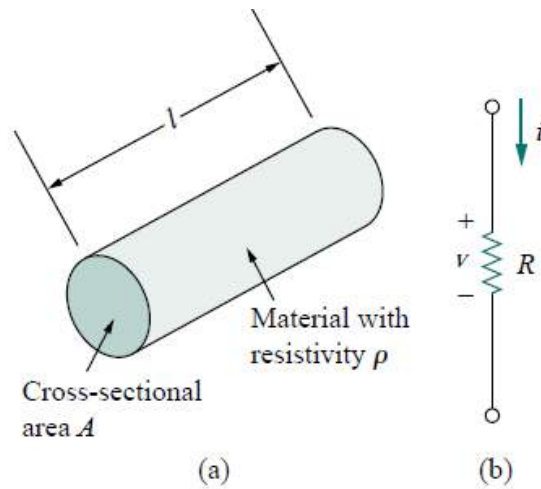 l
Material with
resistivity ρ
Cross-sectional
area A
(a)
i
+
v
R
−
(b)